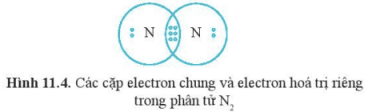 N N
Hình 11.4. Các cặp electron chung và electron hoá trị riêng
trong phân tử N₂